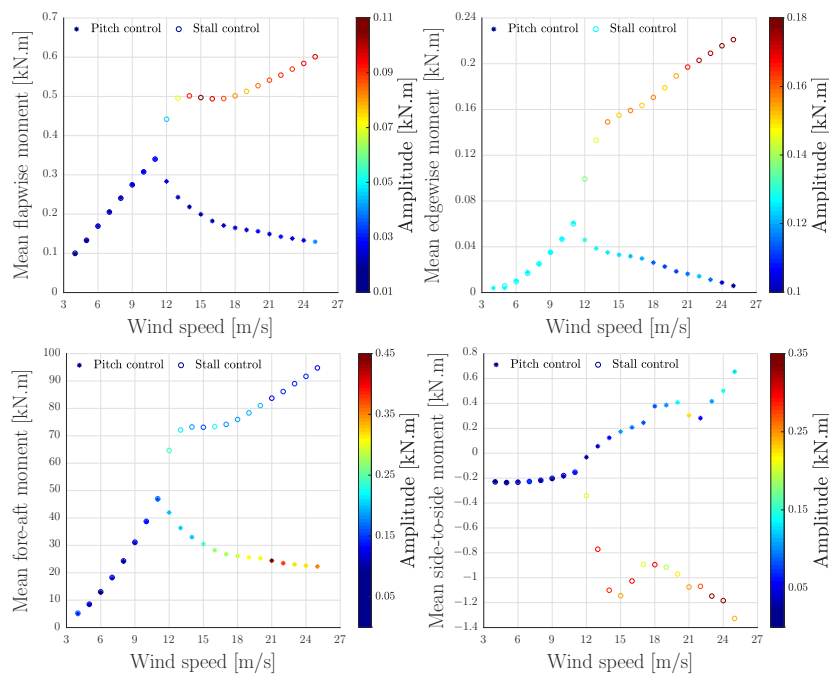 0.7
0.6
0.5
0.4
0.3
0.2
0.1
0
3 6 9 12 15 18 21 24 27
Mean flapwise moment [kN.m]
Wind speed [m/s]
Pitch control Stall control
0.11
0.09
0.07
0.05
0.03
0.01
Amplitude [kN.m]
0.24
0.2
0.16
0.12
0.08
0.04
0
3 6 9 12 15 18 21 24 27
Mean edgewise moment [kN.m]
Wind speed [m/s]
Pitch control Stall control
0.18
0.16
0.14
0.12
0.1
Amplitude [kN.m]
100
90
80
70
60
50
40
30
20
10
0
3 6 9 12 15 18 21 24 27
Mean fore-aft moment [kN.m]
Wind speed [m/s]
Pitch control Stall control
0.45
0.35
0.25
0.15
0.05
Amplitude [kN.m]
0.8
0.6
0.4
0.2
0
−0.2
−0.4
−0.6
−0.8
−1
−1.2
−1.4
3 6 9 12 15 18 21 24 27
Mean side-to-side moment [kN.m]
Wind speed [m/s]
Pitch control Stall control
0.35
0.25
0.15
0.05
Amplitude [kN.m]